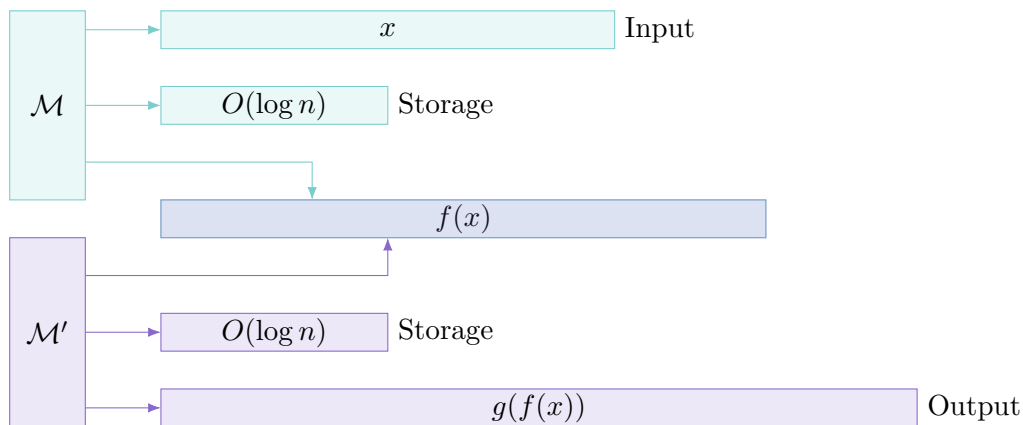 x Input
M
O(log n) Storage
f(x)
M′
O(log n) Storage
g(f(x)) Output